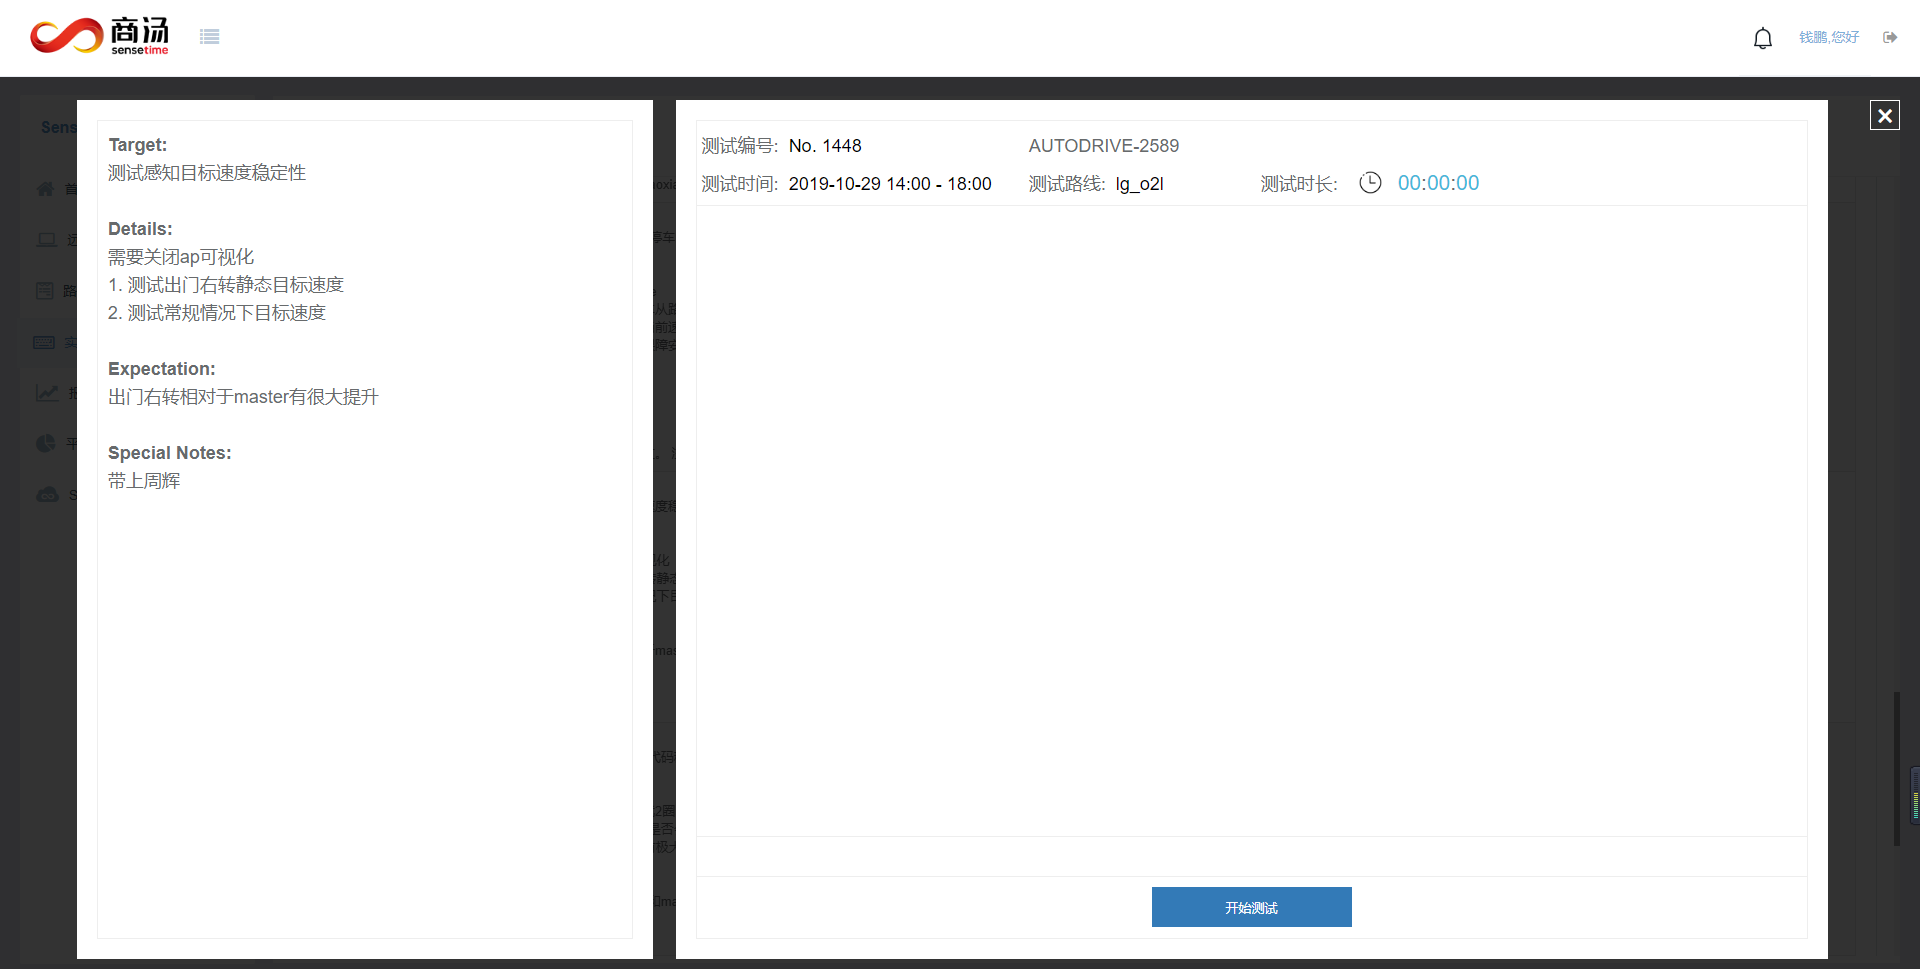 商汤
sensetime
钱鹏,您好
Sens
Target:
测试感知目标速度稳定性
Details:
需要关闭ap可视化
1. 测试出门右转静态目标速度
2. 测试常规情况下目标速度
Expectation:
出门右转相对于master有很大提升
Special Notes:
带上周辉
测试编号: No. 1448
AUTODRIVE-2589
测试时间: 2019-10-29 14:00 - 18:00
测试路线: lg_o2l
测试时长: 00:00:00
开始测试